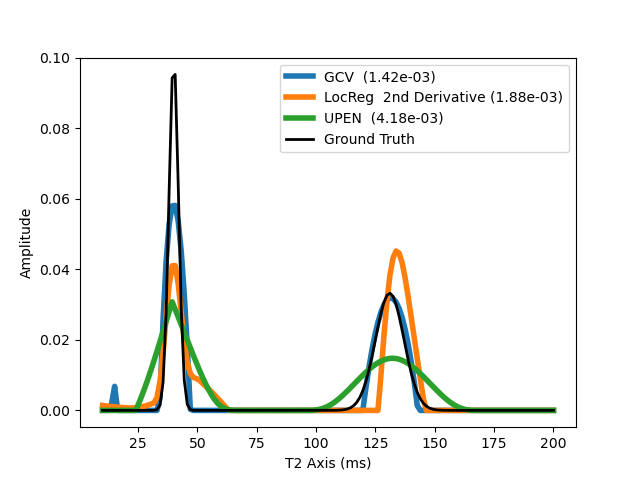 0.10
0.08
0.06
0.04
0.02
0.00
Amplitude
GCV (1.42e-03)
LocReg 2nd Derivative (1.88e-03)
UPEN (4.18e-03)
Ground Truth
25 50 75 100 125 150 175 200
T2 Axis (ms)